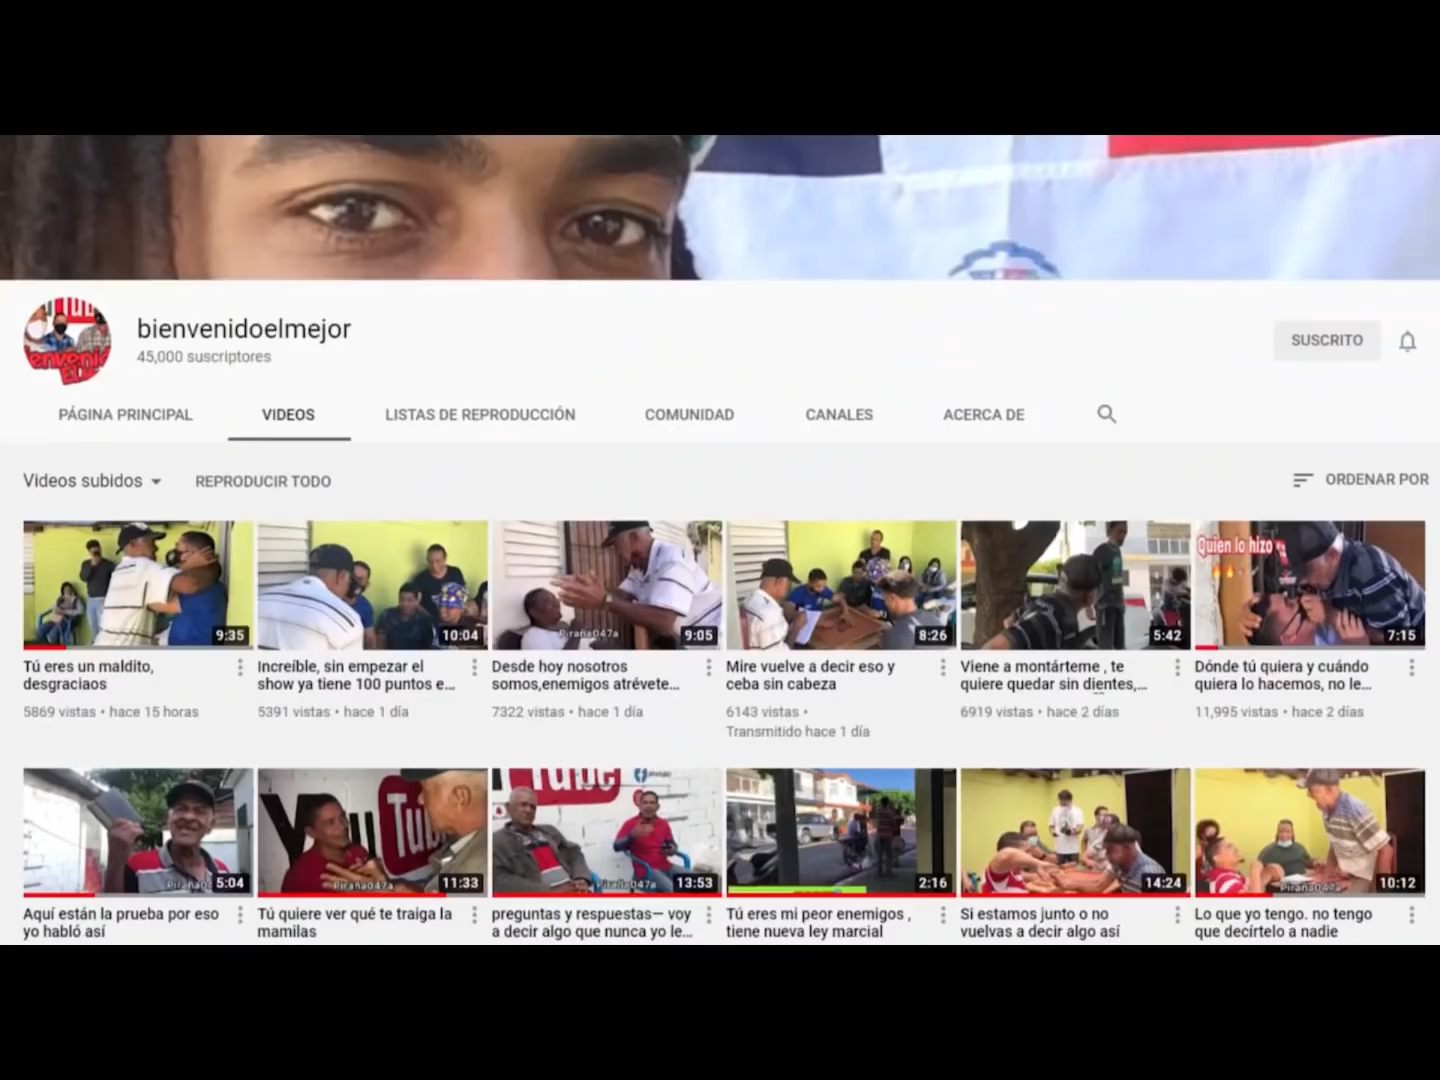 bienvenidoelmejor
45,000 suscriptores
SUSCRITO
PÁGINA PRINCIPAL
VIDEOS
LISTAS DE REPRODUCCIÓN
COMUNIDAD
CANALES
ACERCA DE
Videos subidos
REPRODUCIR TODO
ORDENAR POR
9:35
Tú eres un maldito,
desgraciaos
5869 vistas • hace 15 horas
10:04
Increíble, sin empezar el
show ya tiene 100 puntos e...
5391 vistas • hace 1 día
Piraña047a
9:05
Desde hoy nosotros
somos,enemigos atrévete...
7322 vistas • hace 1 día
8:26
Mire vuelve a decir eso y
ceba sin cabeza
6143 vistas •
Transmitido hace 1 día
5:42
Viene a montárteme , te
quiere quedar sin dientes,...
6919 vistas • hace 2 días
Quien lo hizo
7:15
Dónde tú quiera y cuándo
quiera lo hacemos, no le...
11,995 vistas • hace 2 días
5:04
Aquí están la prueba por eso
yo habló así
YouTub
Piraña047a
11:33
Tú quiere ver qué te traiga la
mamilas
Tube
Piraña047a
13:53
preguntas y respuestas— voy
a decir algo que nunca yo le...
2:16
Tú eres mi peor enemigos ,
tiene nueva ley marcial
14:24
Si estamos junto o no
vuelvas a decir algo así
Piraña047a
10:12
Lo que yo tengo. no tengo
que decírtelo a nadie